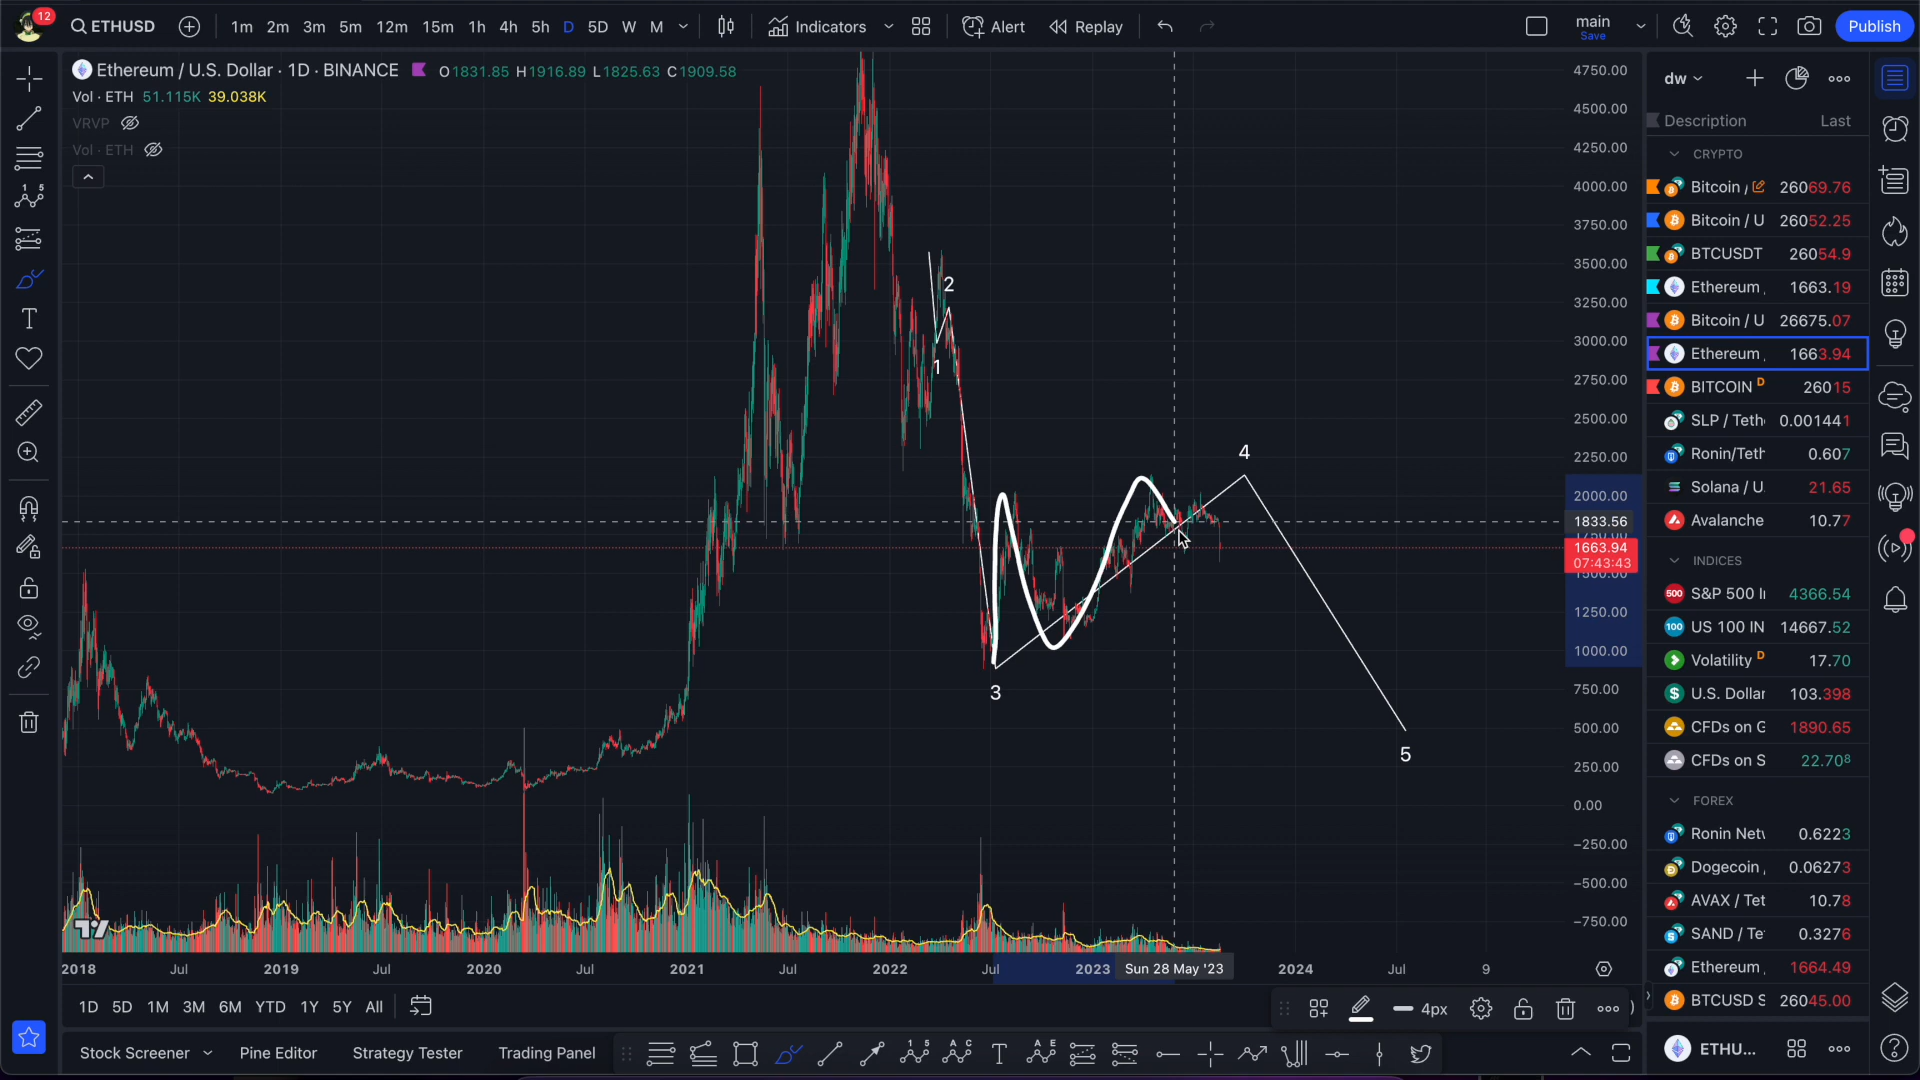 12
ETHUSD
1m 2m 3m 5m 12m 15m 1h 4h 5h D 5D W M
Indicators
Alert
Replay
main
Save
Publish
Ethereum / U.S. Dollar · 1D · BINANCE O1831.85 H1916.89 L1825.63 C1909.58
Vol · ETH 51.115K 39.038K
VRVP
Vol · ETH
1
2
3
4
5
4750.00
4500.00
4250.00
4000.00
3750.00
3500.00
3250.00
3000.00
2750.00
2500.00
2250.00
2000.00
1833.56
1663.94
07:43:43
1250.00
1000.00
750.00
500.00
250.00
0.00
−250.00
−500.00
−750.00
2018 Jul 2019 Jul 2020 Jul 2021 Jul 2022 Jul 2023 Sun 28 May '23 2024 Jul 9
1D 5D 1M 3M 6M YTD 1Y 5Y All
4px
Stock Screener Pine Editor Strategy Tester Trading Panel
dw
Description Last
CRYPTO
Bitcoin / 26069.76
Bitcoin / U 26052.25
BTCUSDT 26054.9
Ethereum 1663.19
Bitcoin / U 26675.07
Ethereum 1663.94
BITCOIN D 26015
SLP / Teth 0.001441
Ronin/Teth 0.607
Solana / U. 21.65
Avalanche 10.77
INDICES
500 S&P 500 I 4366.54
100 US 100 IN 14667.52
Volatility D 17.70
$ U.S. Dollar 103.398
CFDs on G 1890.65
CFDs on S 22.708
FOREX
Ronin Netw 0.6223
Dogecoin 0.06273
AVAX / Tet 10.78
SAND / Te 0.3276
Ethereum 1664.49
BTCUSD S 26045.00
ETHU...